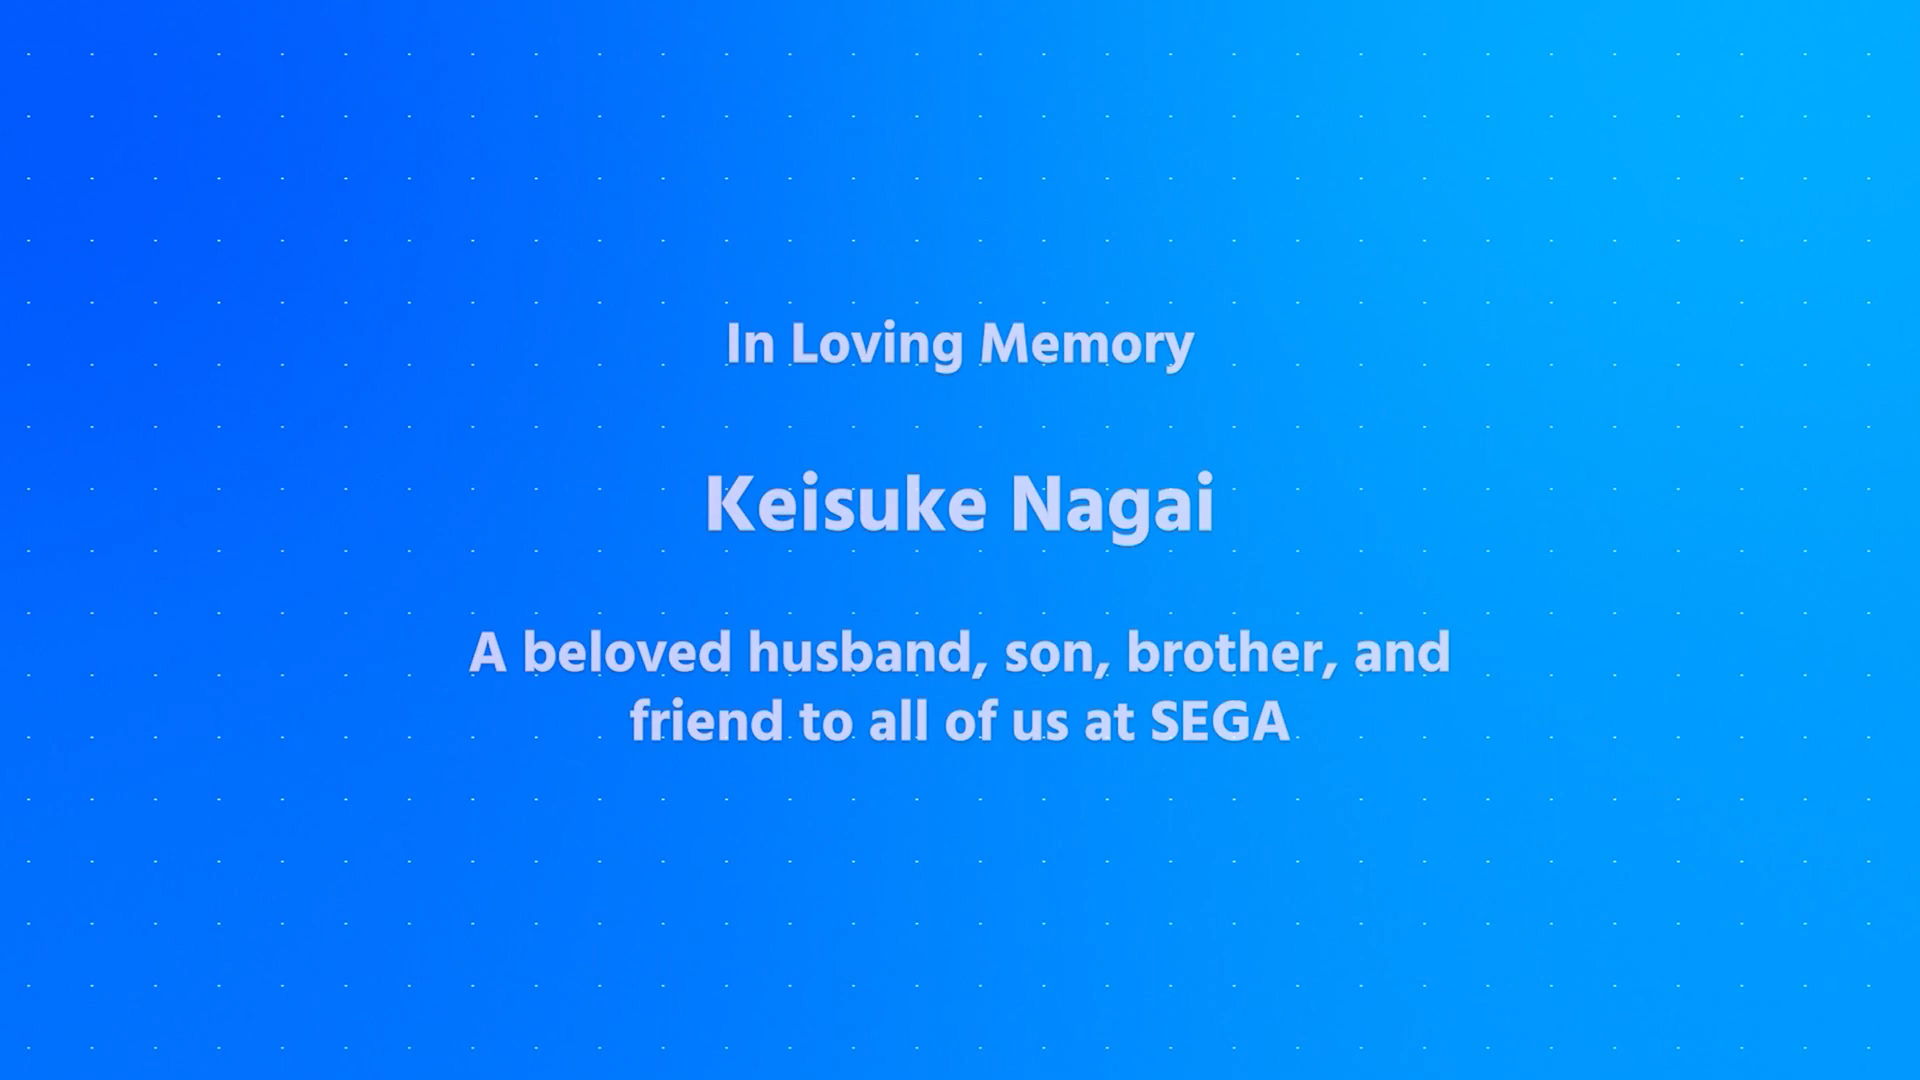 In Loving Memory
Keisuke Nagai
A beloved husband, son, brother, and
friend to all of us at SEGA